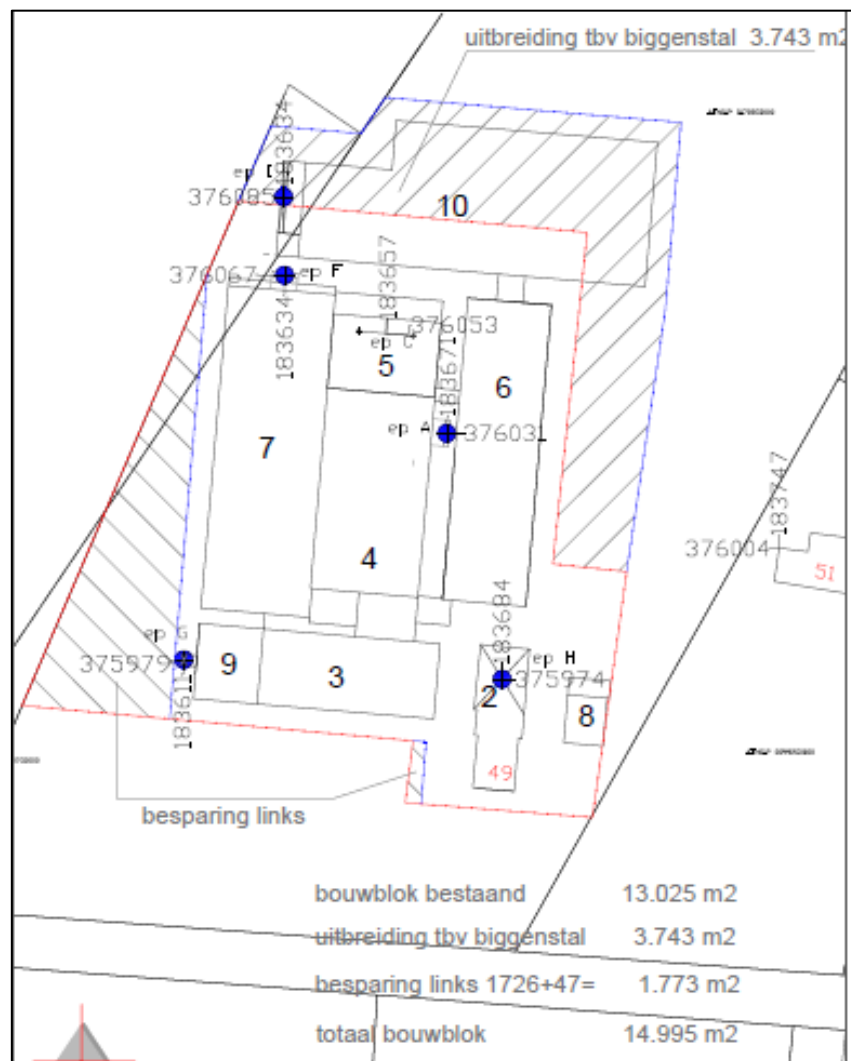 uitbreiding tbv biggenstal 3.743 m2
183634
376085
10
376067
ep F
183634
183657
376053
ep C
5
6
183671
ep A
376031
7
4
183747
376004
51
183684
ep G
375979
183611
9
3
ep H
375974
2
8
49
besparing links
bouwblok bestaand 13.025 m2
uitbreiding tbv biggenstal 3.743 m2
besparing links 1726+47= 1.773 m2
totaal bouwblok 14.995 m2